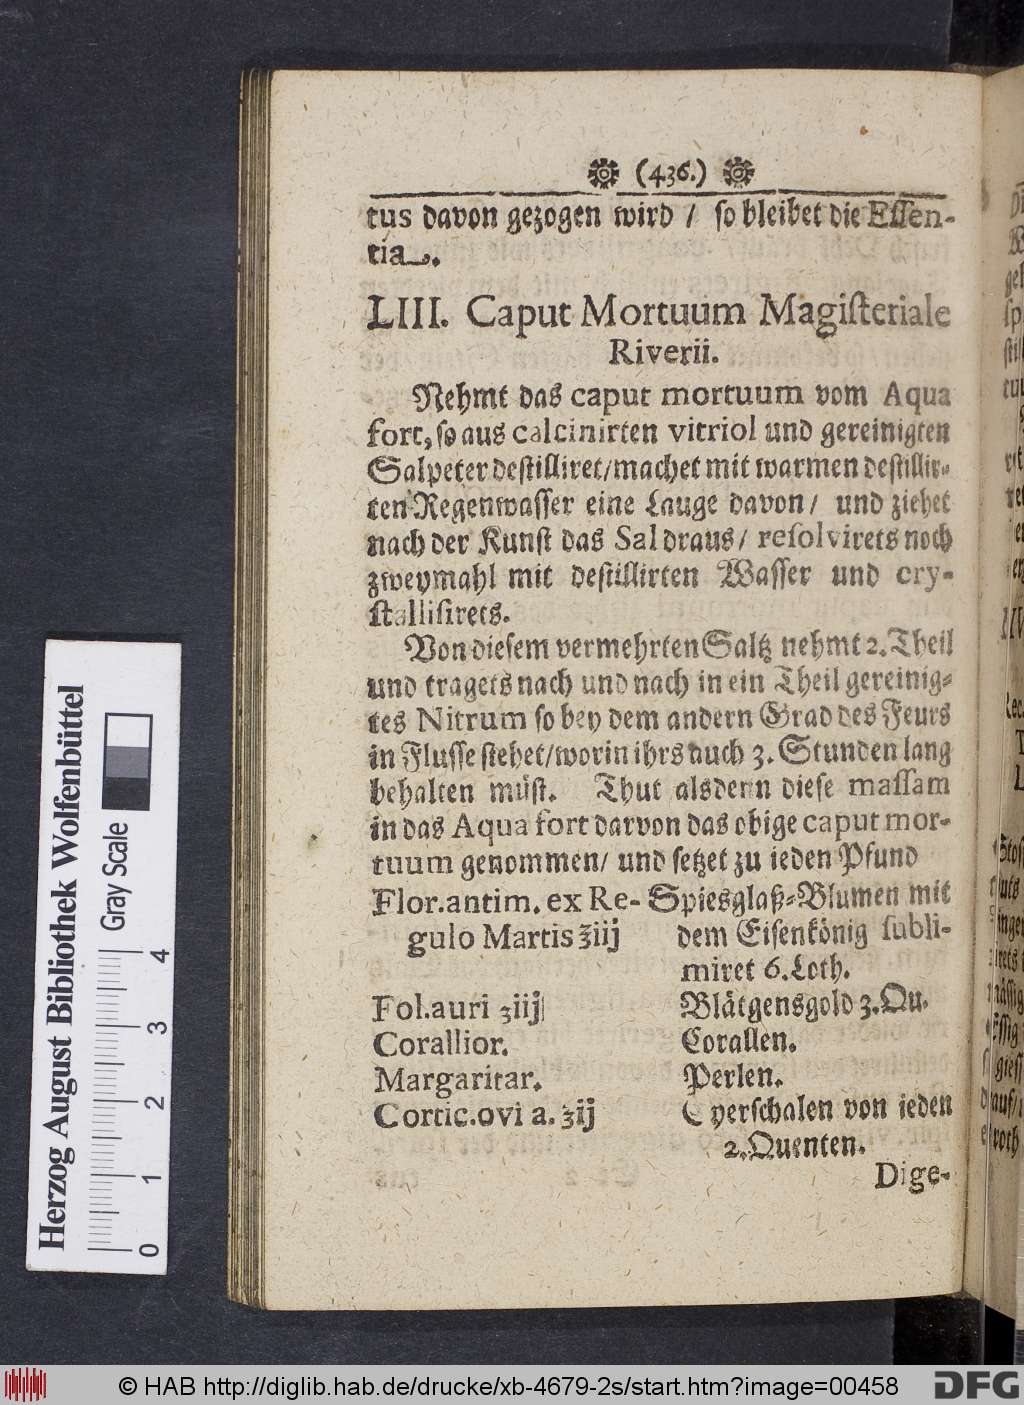 (436.)
tus davon gezogen wird / so bleibet die Essen-
tia.
LIII. Caput Mortuum Magisteriale
Riverii.
Nehmt das caput mortuum vom Aqua
fort, so aus calcinirten vitriol und gereinigten
Salpeter destilliret / machet mit warmen destillir-
ten Regenwasser eine Lauge davon / und ziehet
nach der Kunst das Sal draus / resolvirets noch
zweymahl mit destillirten Wasser und cry-
stallisirets.
Von diesem vermehrten Saltz nehmt 2. Theil
und tragets nach und nach in ein Theil gereinig-
tes Nitrum so bey dem andern Grad des Feurs
in Flusse stehet / worin ihrs auch 3. Stunden lang
behalten müst. Thut alsdenn diese massam
in das Aqua fort darvon das obige caput mor-
tuum genommen / und setzet zu ieden Pfund
Flor. antim. ex Re- Spiesglaß-Blumen mit
gulo Martis ℥iij dem Eisenkönig subli-
miret 6. Loth.
Fol. auri ʒiij Blätgensgold 3. Qu.
Corallior. Corallen.
Margaritar. Perlen.
Cortic. ovi a. ʒij Eyerschalen von ieden
2. Quenten.
Dige-
Herzog August Bibliothek Wolfenbüttel
Gray Scale
0 1 2 3 4
© HAB http://diglib.hab.de/drucke/xb-4679-2s/start.htm?image=00458
DFG